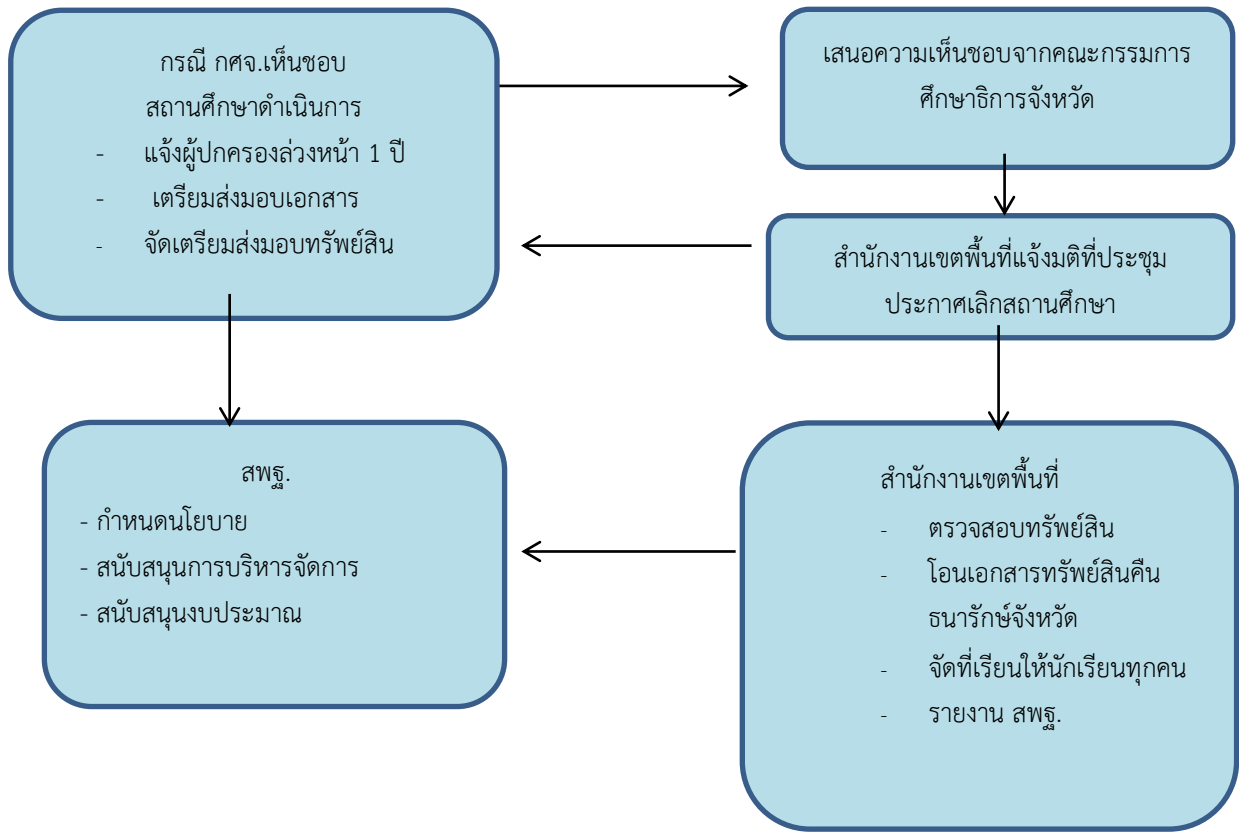 กรณี กศจ.เห็นชอบ
สถานศึกษาดำเนินการ
- แจ้งผู้ปกครองล่วงหน้า 1 ปี
- เตรียมส่งมอบเอกสาร
- จัดเตรียมส่งมอบทรัพย์สิน
เสนอความเห็นชอบจากคณะกรรมการ
ศึกษาธิการจังหวัด
สำนักงานเขตพื้นที่แจ้งมติที่ประชุม
ประกาศเลิกสถานศึกษา
สพฐ.
- กำหนดนโยบาย
- สนับสนุนการบริหารจัดการ
- สนับสนุนงบประมาณ
สำนักงานเขตพื้นที่
- ตรวจสอบทรัพย์สิน
- โอนเอกสารทรัพย์สินคืน
ธนารักษ์จังหวัด
- จัดที่เรียนให้นักเรียนทุกคน
- รายงาน สพฐ.